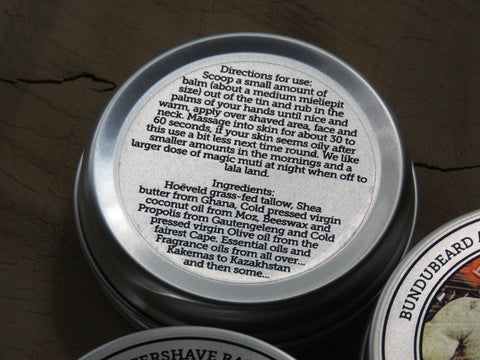 Directions for use:
Scoop a small amount of
balm (about a medium mieliepit
size) out of the tin and rub in the
palms of your hands until nice and
warm, apply over shaved area, face and
neck. Massage into skin for about 30 to
60 seconds, if your skin seems oily after
this use a bit less next time round. We like
smaller amounts in the mornings and a
larger dose of magic muti at night when off to
lala land.
Ingredients:
Hoëveld grass-fed tallow, Shea
butter from Ghana, Cold pressed virgin
coconut oil from Moz, Beeswax and
Propolis from Gautengeleng and Cold
pressed virgin Olive oil from the
fairest Cape. Essential oils and
Fragrance oils from all over...
Kakemas to Kazakhstan
and then some...
BUNDUBEARD